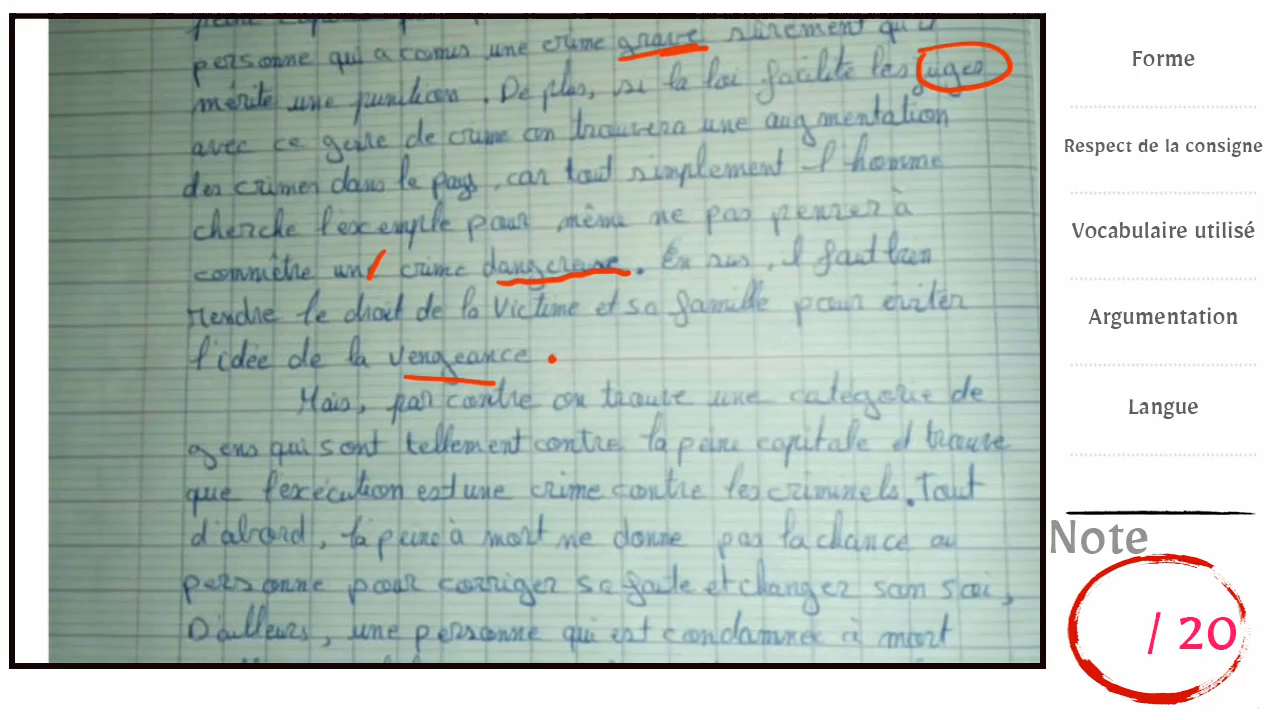 personne qui a comis une crime grave sûrement qu'il
mérite une punition. De plus, si la loi facilite les juges
avec ce genre de crime on trouvera une augmentation
des crimes dans le pays, car tout simplement l'homme
cherche l'exemple pour même ne pas penser à
commêtre une crime dangereuse. En sus, il faut bien
rendre le droit de la victime et sa famille pour éviter
l'idée de la vengeance.
Mais, par contre on trouve une catégorie de
gens qui sont tellement contre la peine capitale et trouve
que l'exécution est une crime contre les criminels. Tout
d'abord, la peine à mort ne donne pas la chance au
personne pour corriger sa faute et changer son soi,
D'ailleurs, une personne qui est condamnée à mort
Forme
Respect de la consigne
Vocabulaire utilisé
Argumentation
Langue
Note
/ 20